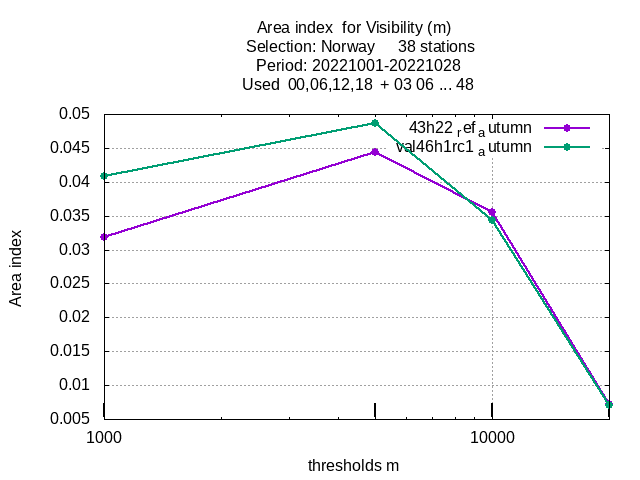 Area index  for Visibility (m)
Selection: Norway     38 stations
Period: 20221001-20221028
Used  00,06,12,18  + 03 06 ... 48
0.05
43h22 ref autumn
0.045
val46h1rc1 autumn
0.04
0.035
0.03
0.025
0.02
0.015
0.01
0.005
Area index
1000
10000
thresholds m